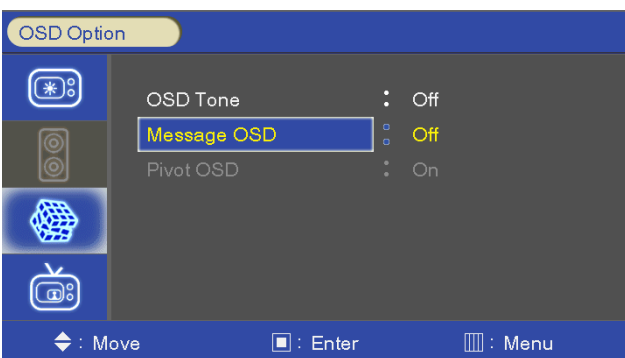 OSD Option
OSD Tone : Off
Message OSD : Off
Pivot OSD : On
: Move : Enter : Menu